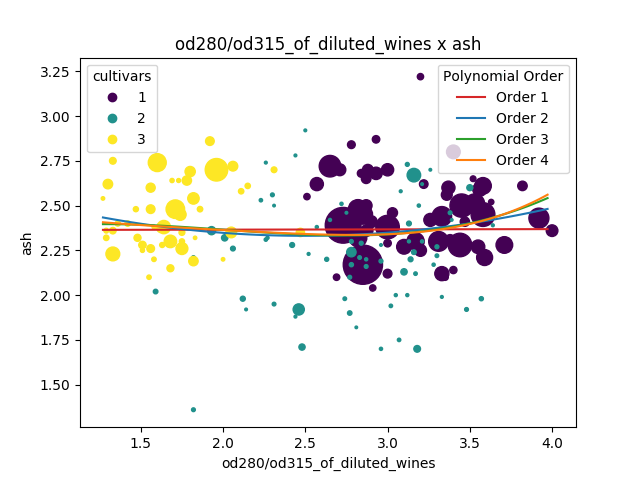 od280/od315_of_diluted_wines x ash
cultivars
1
2
3
Polynomial Order
Order 1
Order 2
Order 3
Order 4
3.25
3.00
2.75
2.50
2.25
2.00
1.75
1.50
ash
1.5 2.0 2.5 3.0 3.5 4.0
od280/od315_of_diluted_wines